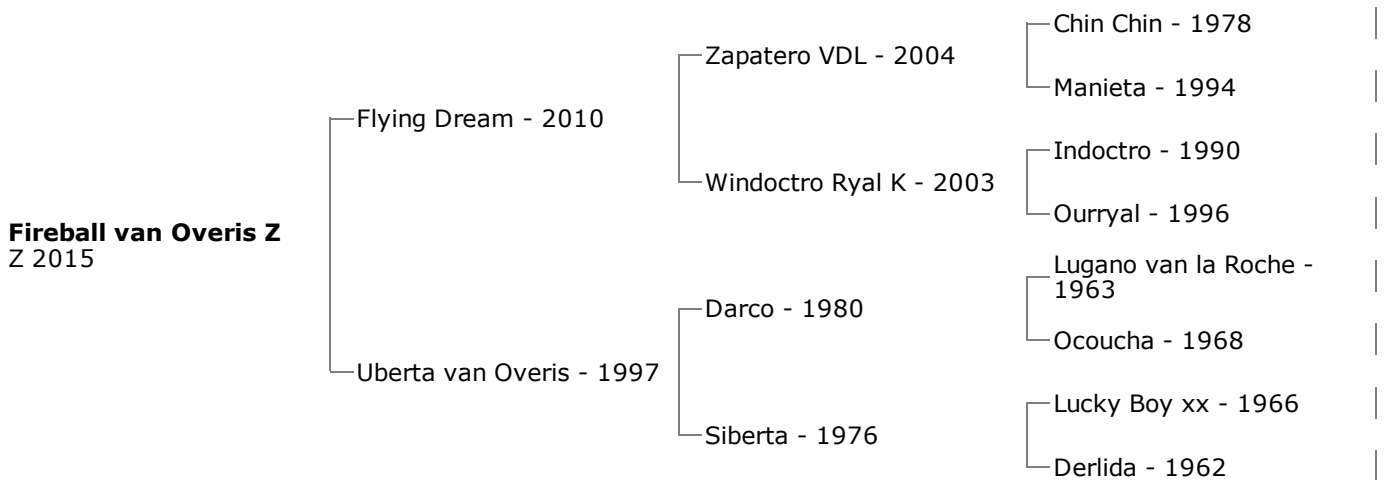 Chin Chin - 1978
Zapatero VDL - 2004
Manieta - 1994
Flying Dream - 2010
Indoctro - 1990
Windoctro Ryal K - 2003
Ourryal - 1996
Fireball van Overis Z
Z 2015
Lugano van la Roche -
1963
Darco - 1980
Ocoucha - 1968
Uberta van Overis - 1997
Lucky Boy xx - 1966
Siberta - 1976
Derlida - 1962